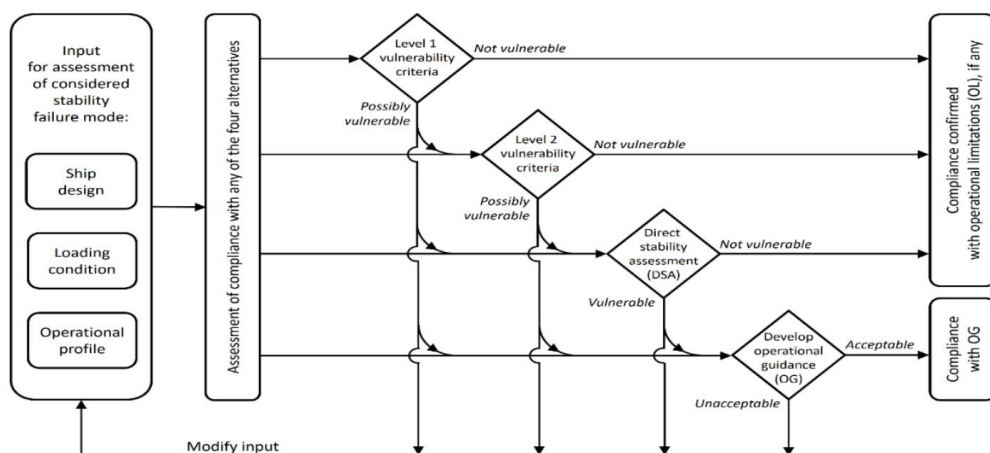 Input
for assessment
of considered
stability
failure mode:
Ship
design
Loading
condition
Operational
profile
Assessment of compliance with any of the four alternatives
Level 1
vulnerability
criteria
Not vulnerable
Possibly
vulnerable
Level 2
vulnerability
criteria
Not vulnerable
Possibly
vulnerable
Direct
stability
assessment
(DSA)
Not vulnerable
Vulnerable
Develop
operational
guidance
(OG)
Acceptable
Unacceptable
Compliance confirmed
with operational limitations (OL), if any
Compliance
with OG
Modify input